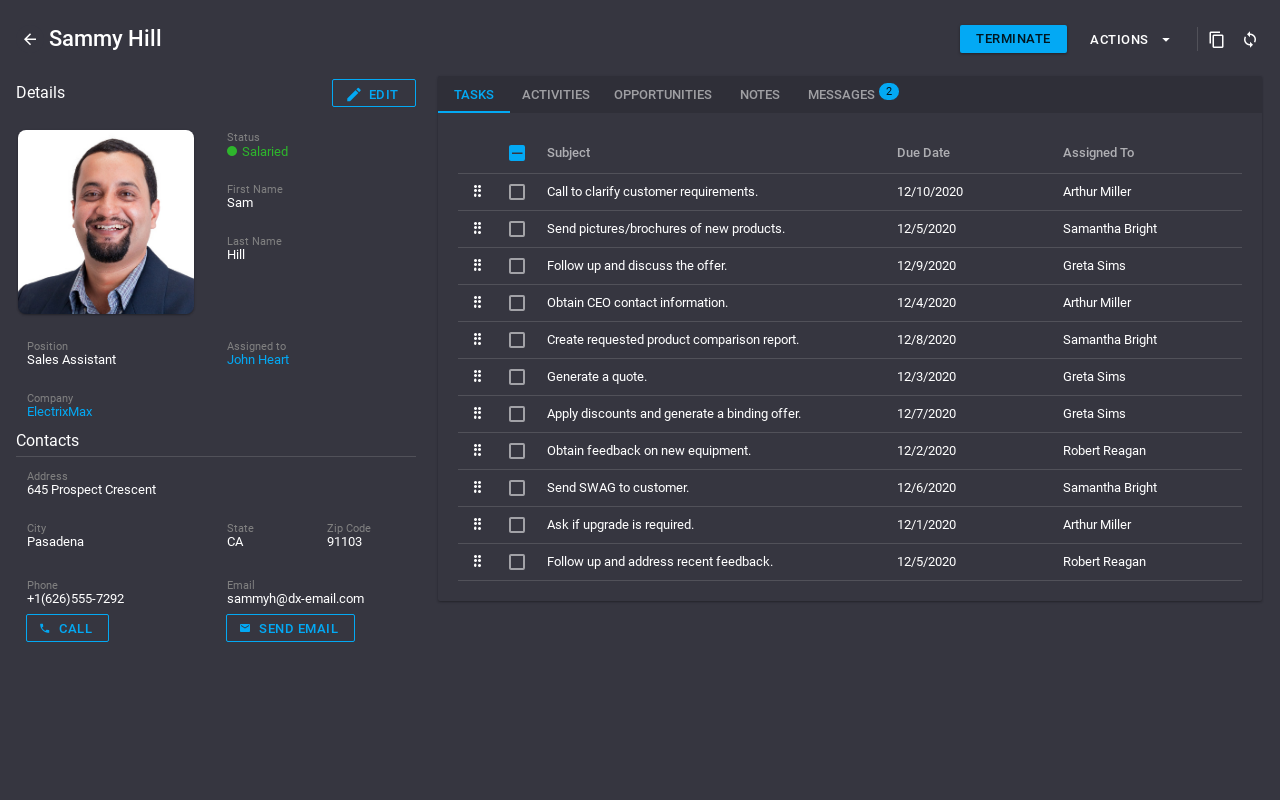 Sammy Hill
TERMINATE
ACTIONS
Details
EDIT
Status
Salaried
First Name
Sam
Last Name
Hill
Position
Sales Assistant
Assigned to
John Heart
Company
ElectrixMax
Contacts
Address
645 Prospect Crescent
City
Pasadena
State
CA
Zip Code
91103
Phone
+1(626)555-7292
Email
sammyh@dx-email.com
CALL
SEND EMAIL
TASKS ACTIVITIES OPPORTUNITIES NOTES MESSAGES 2
Subject Due Date Assigned To
Call to clarify customer requirements. 12/10/2020 Arthur Miller
Send pictures/brochures of new products. 12/5/2020 Samantha Bright
Follow up and discuss the offer. 12/9/2020 Greta Sims
Obtain CEO contact information. 12/4/2020 Arthur Miller
Create requested product comparison report. 12/8/2020 Samantha Bright
Generate a quote. 12/3/2020 Greta Sims
Apply discounts and generate a binding offer. 12/7/2020 Greta Sims
Obtain feedback on new equipment. 12/2/2020 Robert Reagan
Send SWAG to customer. 12/6/2020 Samantha Bright
Ask if upgrade is required. 12/1/2020 Arthur Miller
Follow up and address recent feedback. 12/5/2020 Robert Reagan